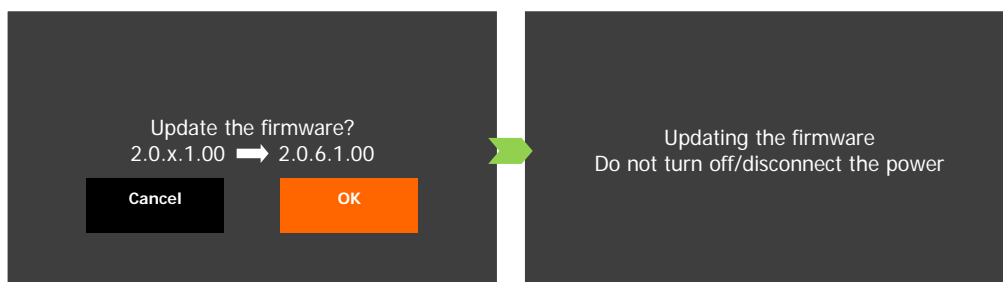 Update the firmware?
2.0.x.1.00 2.0.6.1.00
Cancel OK
Updating the firmware
Do not turn off/disconnect the power